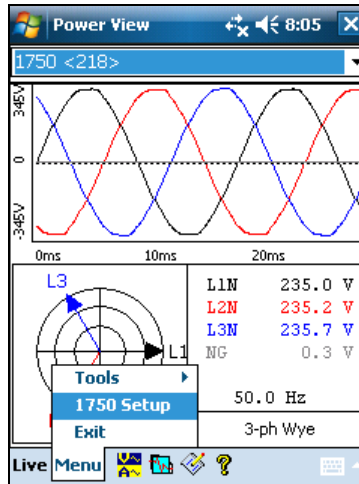 Power View 8:05
1750 <218>
345V
0
-345V
0ms 10ms 20ms
L3
L1
L1N 235.0 V
L2N 235.2 V
L3N 235.7 V
NG 0.3 V
50.0 Hz
3-ph Wye
Tools
1750 Setup
Exit
Live Menu